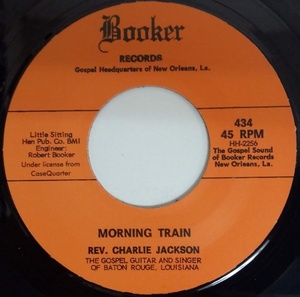 Booker
RECORDS
Gospel Headquarters of New Orleans, La.
Little Sitting
Hen Pub. Co. BMI
Engineer:
Robert Booker
Under license from
CaseQuarter
434
45 RPM
HH-2256
The Gospel Sound
of Booker Records
New Orleans, La.
MORNING TRAIN
REV. CHARLIE JACKSON
THE GOSPEL GUITAR AND SINGER
OF BATON ROUGE, LOUISIANA